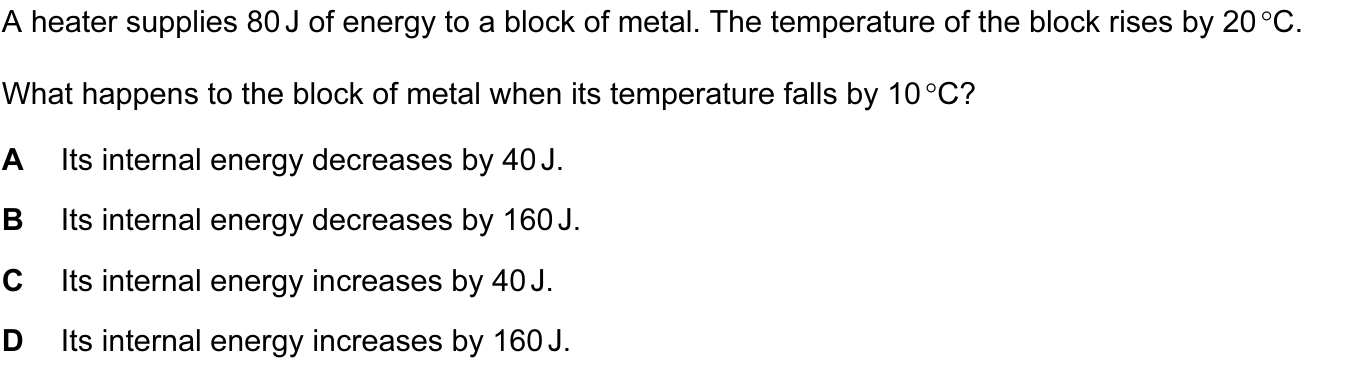 A heater supplies 80 J of energy to a block of metal. The temperature of the block rises by 20 °C.
What happens to the block of metal when its temperature falls by 10 °C?
A Its internal energy decreases by 40 J.
B Its internal energy decreases by 160 J.
C Its internal energy increases by 40 J.
D Its internal energy increases by 160 J.